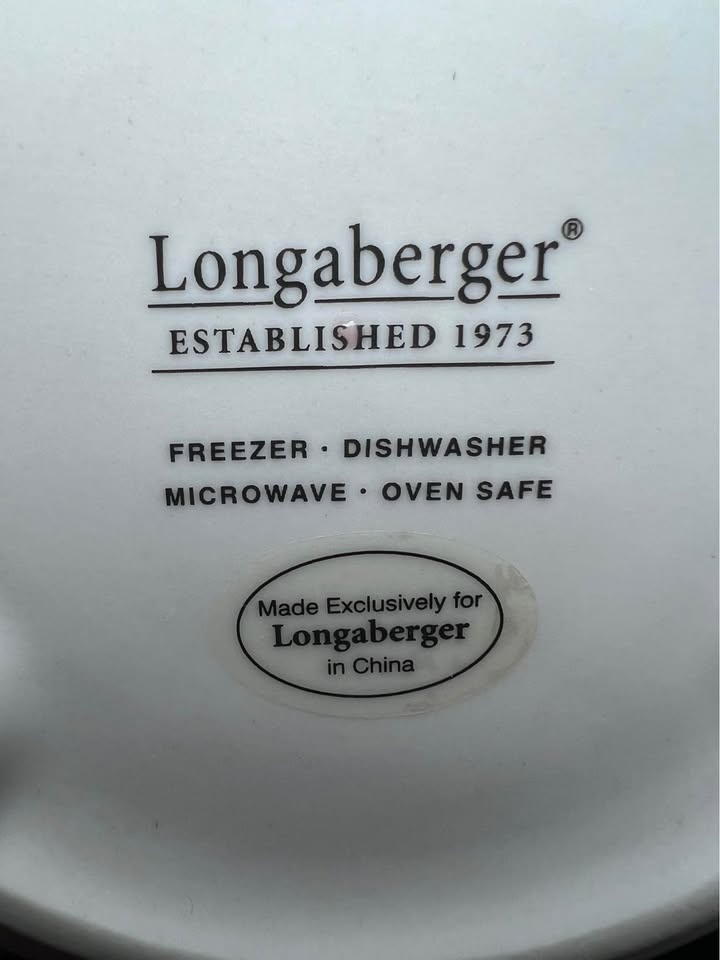 Longaberger®
ESTABLISHED 1973
FREEZER · DISHWASHER
MICROWAVE · OVEN SAFE
Made Exclusively for
Longaberger
in China